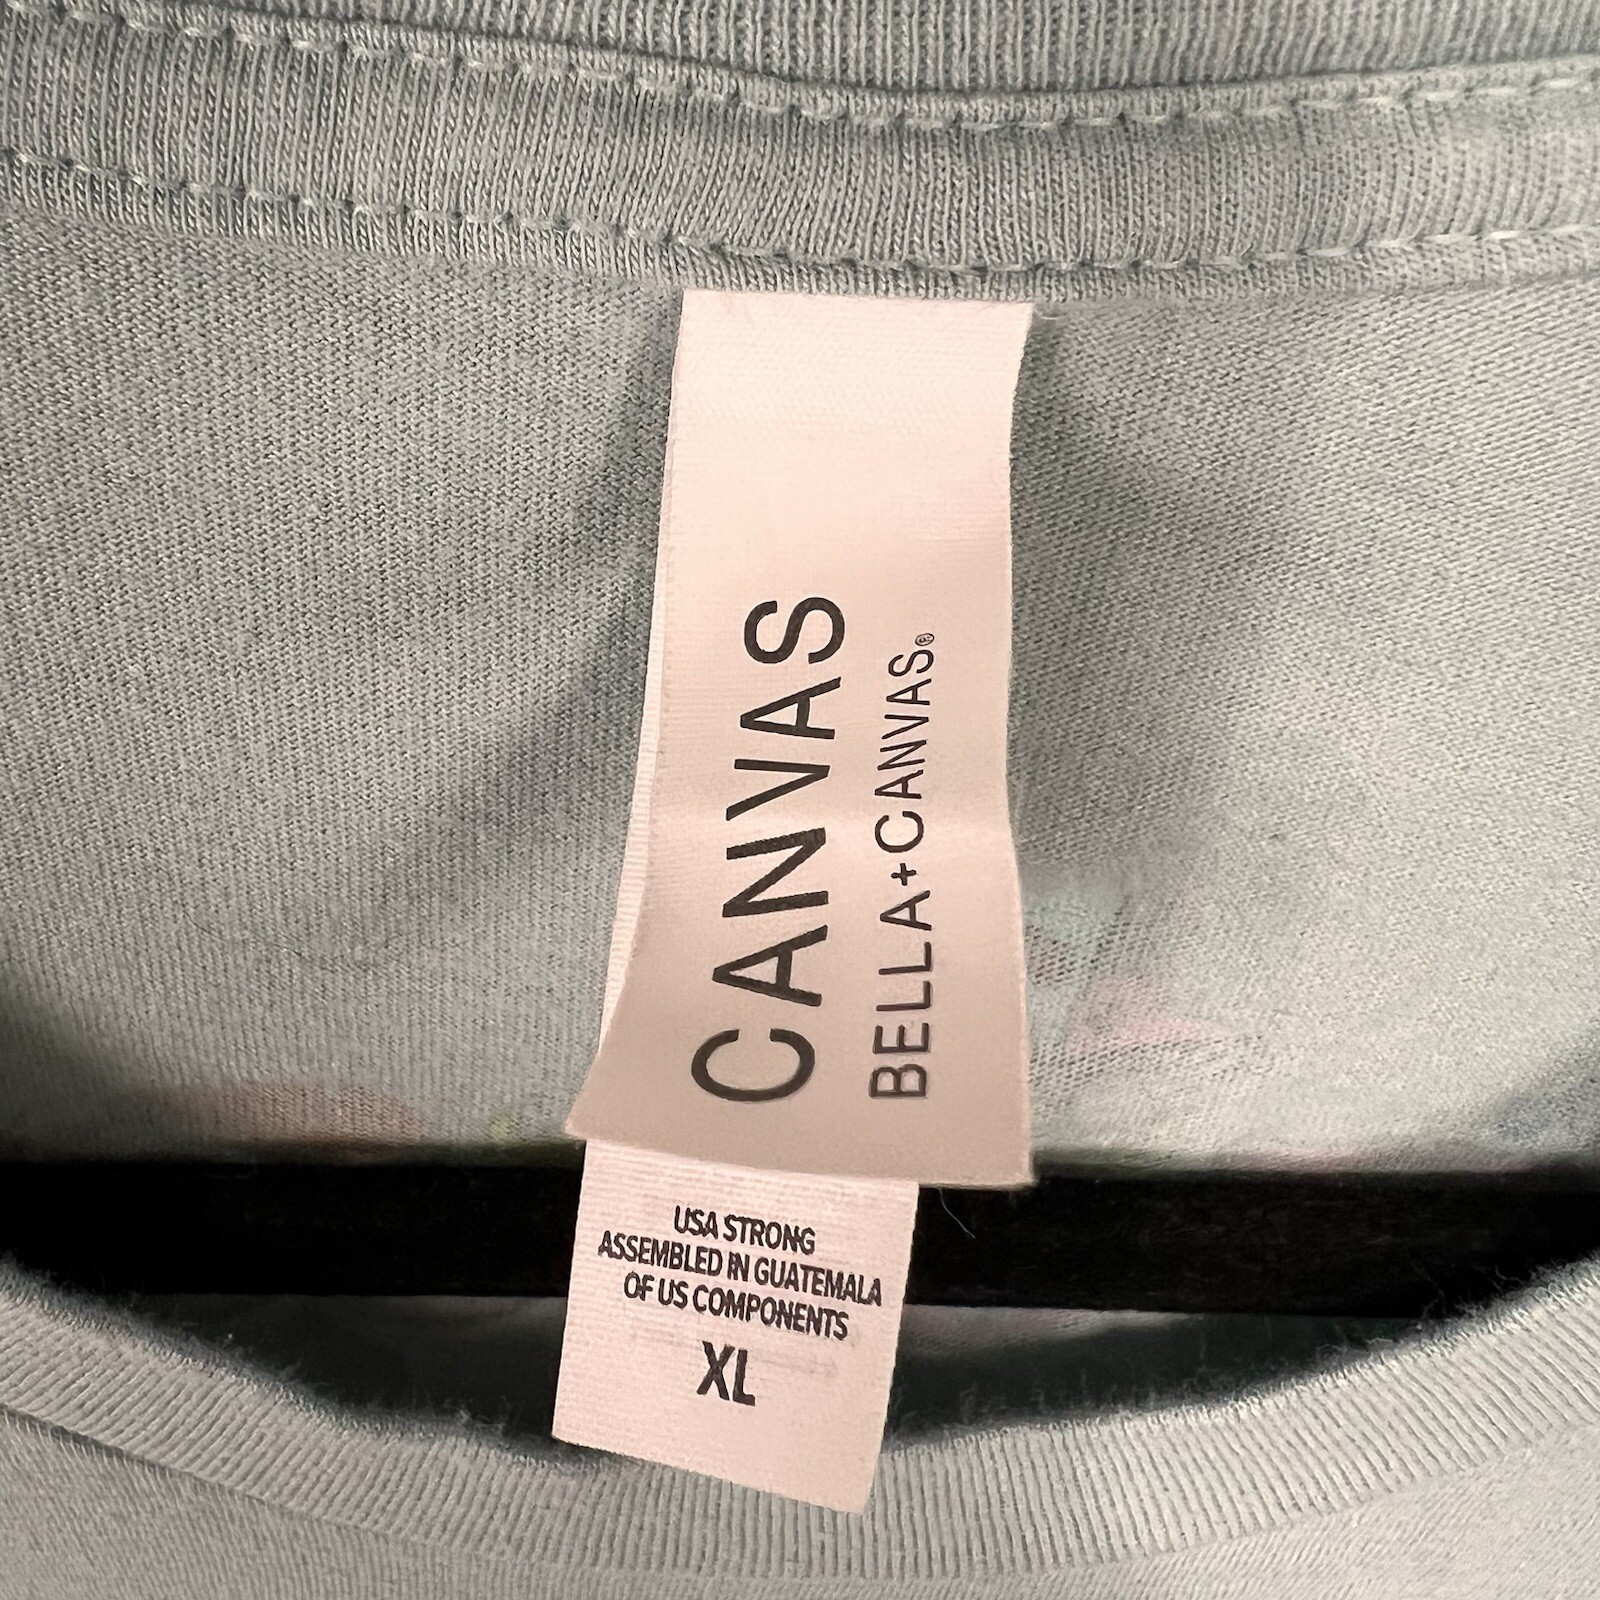 CANVAS
BELLA+CANVAS®
USA STRONG
ASSEMBLED IN GUATEMALA
OF US COMPONENTS
XL